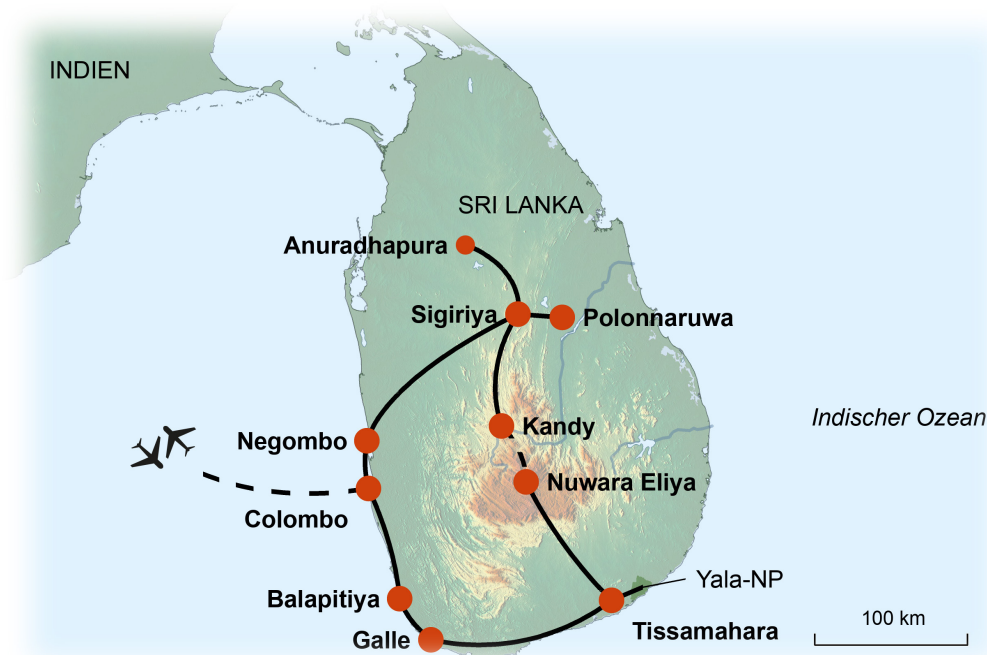 INDIEN
SRI LANKA
Anuradhapura
Sigiriya
Polonnaruwa
Indischer Ozean
Kandy
Negombo
Nuwara Eliya
Colombo
Yala-NP
Balapitiya
100 km
Tissamahara
Galle